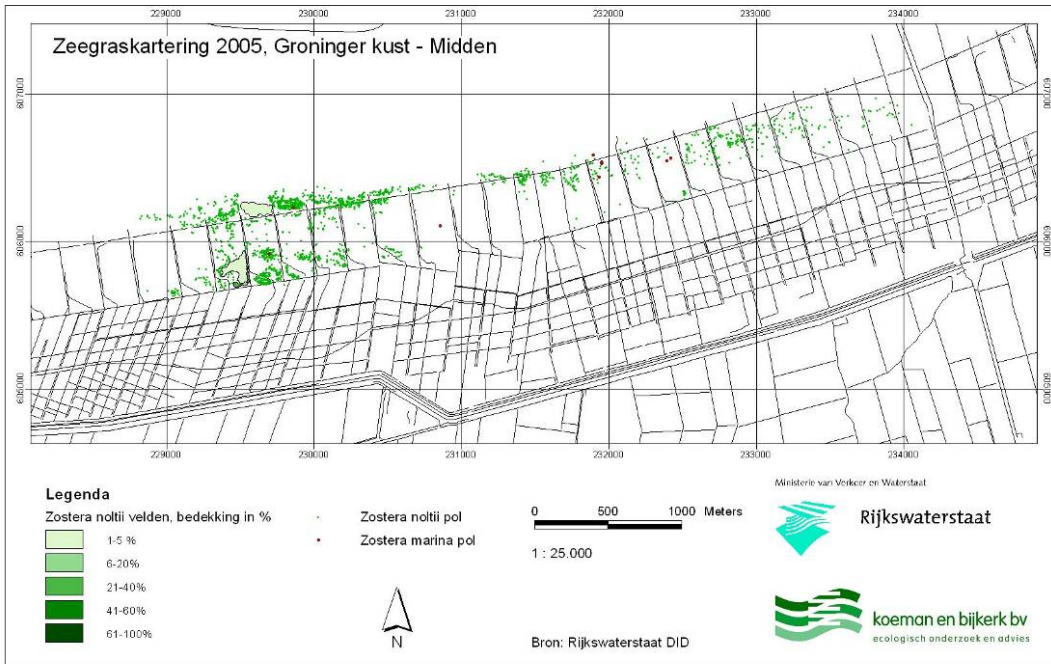 229000 230000 231000 232000 233000 234000
Zeegraskartering 2005, Groninger kust - Midden
607000 607000
606000 606000
605000 605000
229000 230000 231000 232000 233000 234000
Legenda
Zostera noltii velden, bedekking in %
1-5 %
6-20%
21-40%
41-60%
61-100%
Zostera noltii pol
Zostera marina pol
N
0 500 1000 Meters
1 : 25.000
Bron: Rijkswaterstaat DID
Ministerie van Verkeer en Waterstaat
Rijkswaterstaat
koeman en bijkerk bv
ecologisch onderzoek en advies